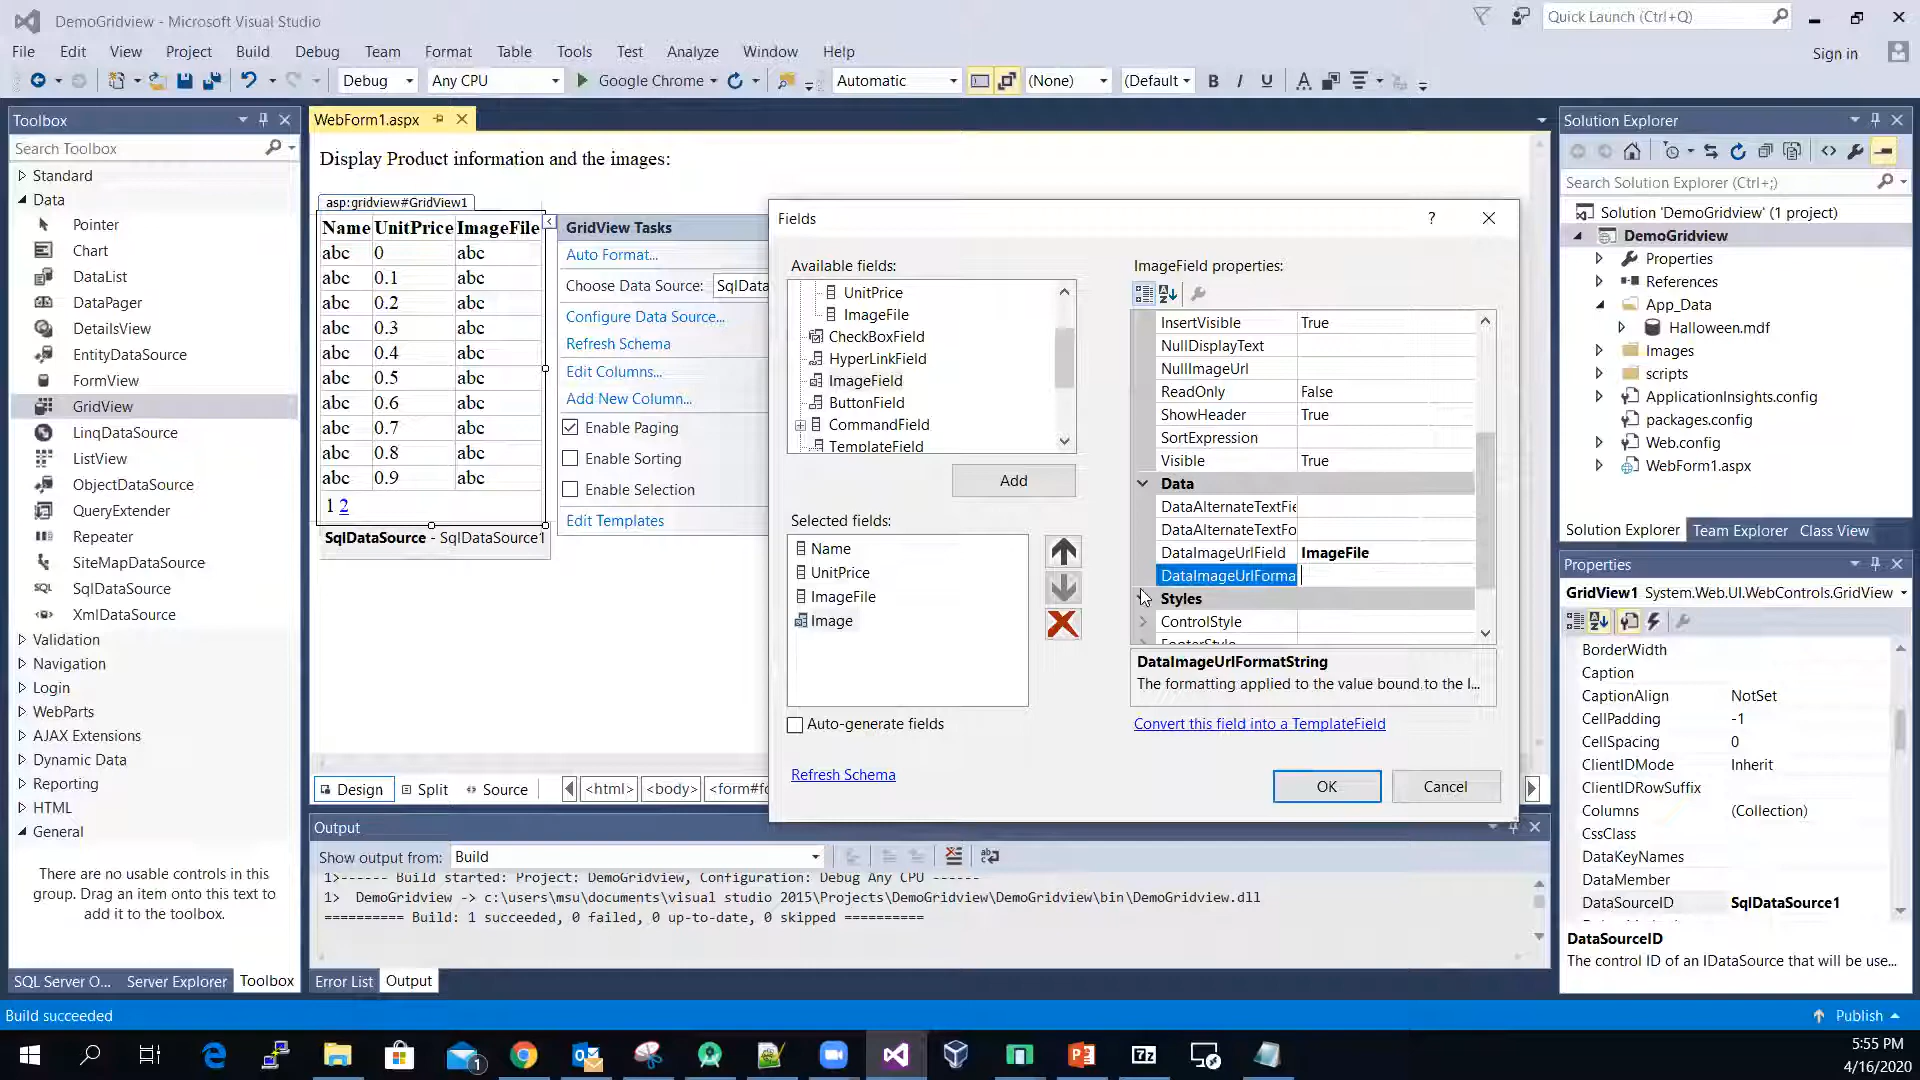 DemoGridview - Microsoft Visual Studio
Quick Launch (Ctrl+Q)
File Edit View Project Build Debug Team Format Table Tools Test Analyze Window Help
Sign in
Debug Any CPU Google Chrome Automatic (None) (Default B I U A
Toolbox
Search Toolbox
Standard
Data
Pointer
Chart
DataList
DataPager
DetailsView
EntityDataSource
FormView
GridView
LinqDataSource
ListView
ObjectDataSource
QueryExtender
Repeater
SiteMapDataSource
SQL SqlDataSource
XmlDataSource
Validation
Navigation
Login
WebParts
AJAX Extensions
Dynamic Data
Reporting
HTML
General
There are no usable controls in this
group. Drag an item onto this text to
add it to the toolbox.
SQL Server O... Server Explorer Toolbox
WebForm1.aspx
Display Product information and the images:
asp:gridview#GridView1
Name UnitPrice ImageFile
abc 0 abc
abc 0.1 abc
abc 0.2 abc
abc 0.3 abc
abc 0.4 abc
abc 0.5 abc
abc 0.6 abc
abc 0.7 abc
abc 0.8 abc
abc 0.9 abc
1 2
SqlDataSource - SqlDataSource1
GridView Tasks
Auto Format...
Choose Data Source: SqlData
Configure Data Source...
Refresh Schema
Edit Columns...
Add New Column...
Enable Paging
Enable Sorting
Enable Selection
Edit Templates
Fields
?
Available fields:
UnitPrice
ImageFile
CheckBoxField
HyperLinkField
ImageField
ButtonField
CommandField
TemplateField
Add
Selected fields:
Name
UnitPrice
ImageFile
Image
Auto-generate fields
Refresh Schema
ImageField properties:
InsertVisible True
NullDisplayText
NullImageUrl
ReadOnly False
ShowHeader True
SortExpression
Visible True
Data
DataAlternateTextFie
DataAlternateTextFo
DataImageUrlField ImageFile
DataImageUrlForma
Styles
ControlStyle
FooterStyle
DataImageUrlFormatString
The formatting applied to the value bound to the I...
Convert this field into a TemplateField
OK Cancel
Design Split Source <html> <body> <form#fo
Output
Show output from: Build
1>------ Build started: Project: DemoGridview, Configuration: Debug Any CPU ------
1> DemoGridview -> c:\users\msu\documents\visual studio 2015\Projects\DemoGridview\DemoGridview\bin\DemoGridview.dll
========== Build: 1 succeeded, 0 failed, 0 up-to-date, 0 skipped ==========
Error List Output
Solution Explorer
Search Solution Explorer (Ctrl+;)
Solution 'DemoGridview' (1 project)
DemoGridview
Properties
References
App_Data
Halloween.mdf
Images
scripts
ApplicationInsights.config
packages.config
Web.config
WebForm1.aspx
Solution Explorer Team Explorer Class View
Properties
GridView1 System.Web.UI.WebControls.GridView
BorderWidth
Caption
CaptionAlign NotSet
CellPadding -1
CellSpacing 0
ClientIDMode Inherit
ClientIDRowSuffix
Columns (Collection)
CssClass
DataKeyNames
DataMember
DataSourceID SqlDataSource1
DataSourceID
The control ID of an IDataSource that will be use...
Build succeeded
Publish
5:55 PM
4/16/2020